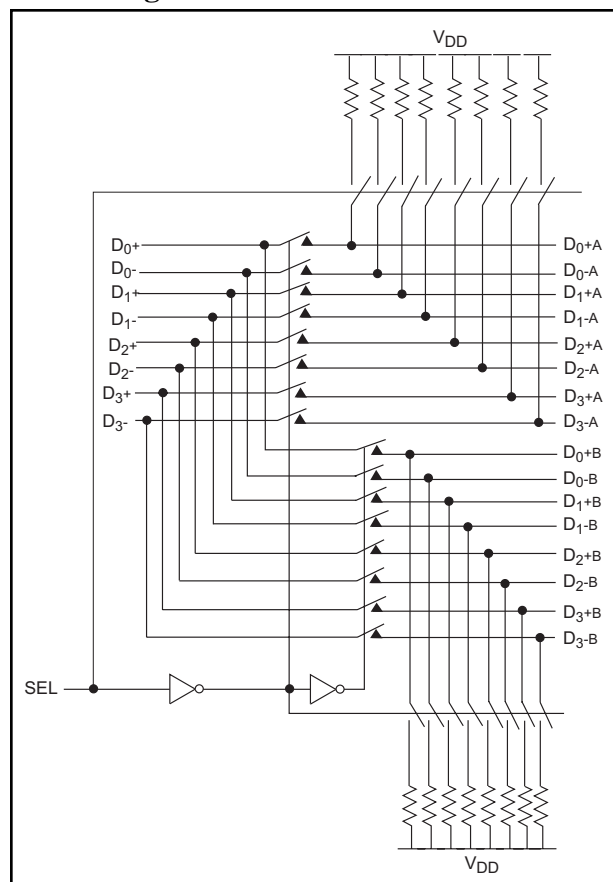 VDD
D0+
D0+A
D0-
D0-A
D1+
D1+A
D1-
D1-A
D2+
D2+A
D2-
D2-A
D3+
D3+A
D3-
D3-A
D0+B
D0-B
D1+B
D1-B
D2+B
D2-B
D3+B
D3-B
SEL
VDD